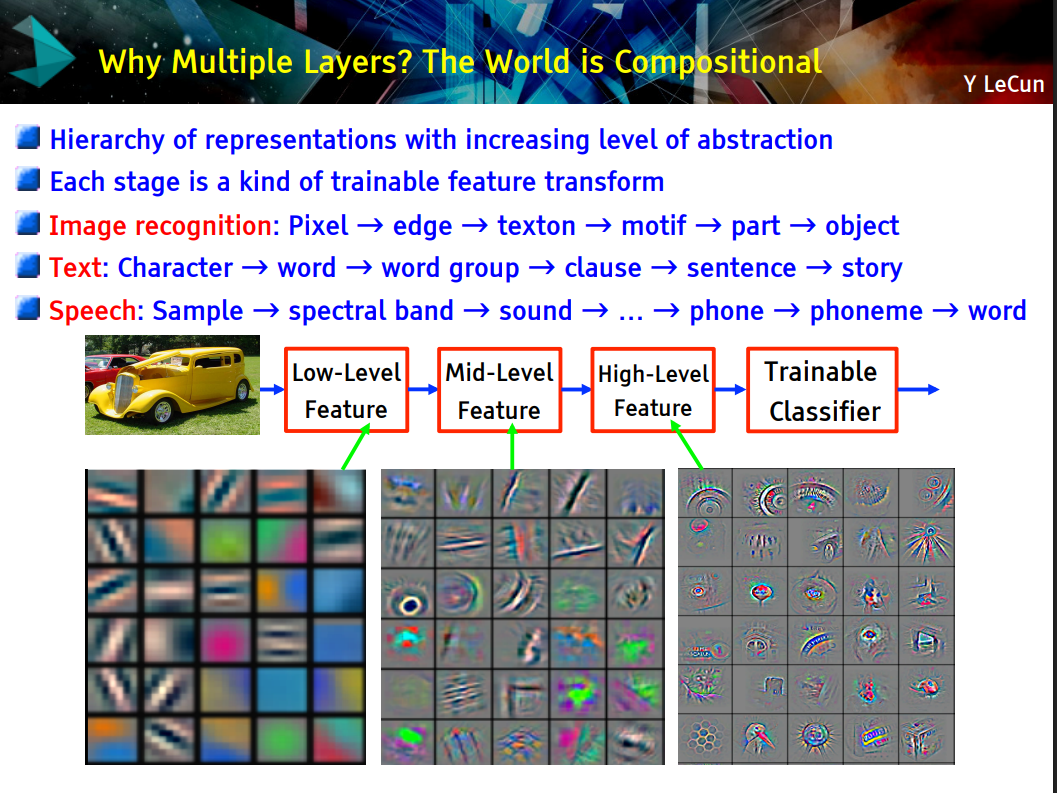 Why Multiple Layers? The World is Compositional
Y LeCun
Hierarchy of representations with increasing level of abstraction
Each stage is a kind of trainable feature transform
Image recognition: Pixel → edge → texton → motif → part → object
Text: Character → word → word group → clause → sentence → story
Speech: Sample → spectral band → sound → … → phone → phoneme → word
Low-Level
Feature
Mid-Level
Feature
High-Level
Feature
Trainable
Classifier